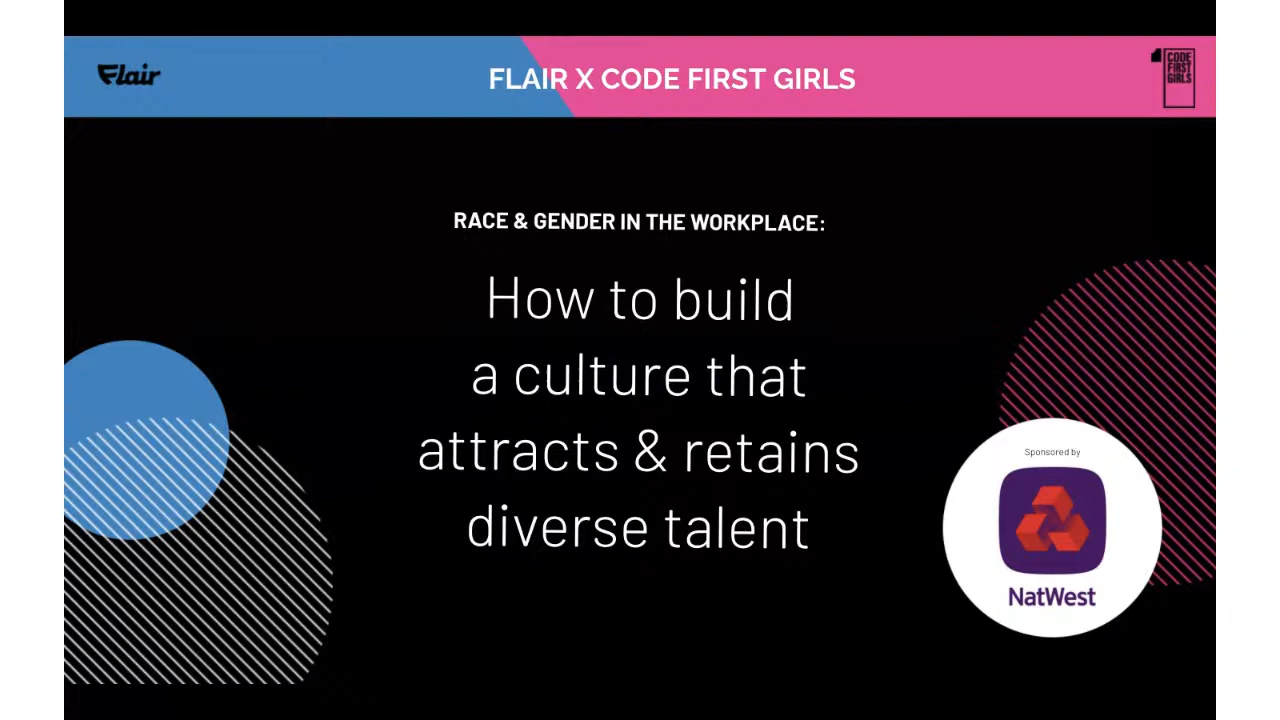 Flair
FLAIR X CODE FIRST GIRLS
CODE
FIRST
GIRLS
RACE & GENDER IN THE WORKPLACE:
How to build
a culture that
attracts & retains
diverse talent
Sponsored by
NatWest